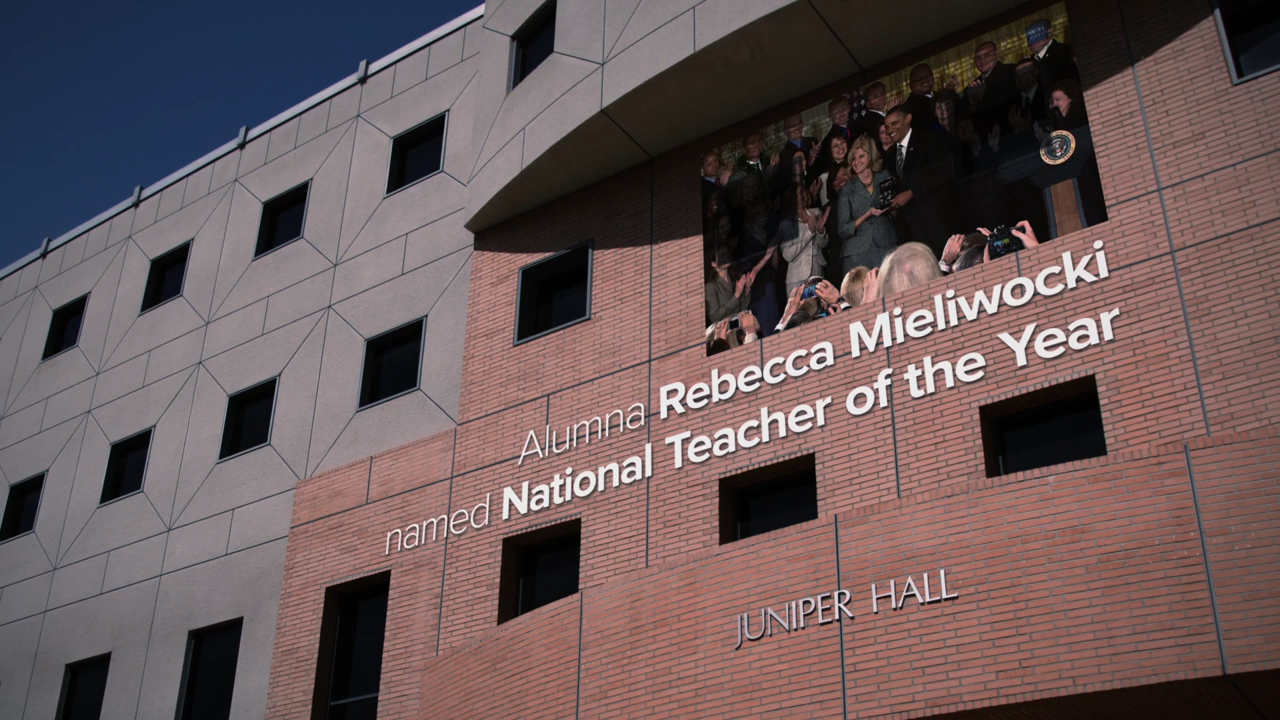 Alumna Rebecca Mieliwocki
named National Teacher of the Year
JUNIPER HALL